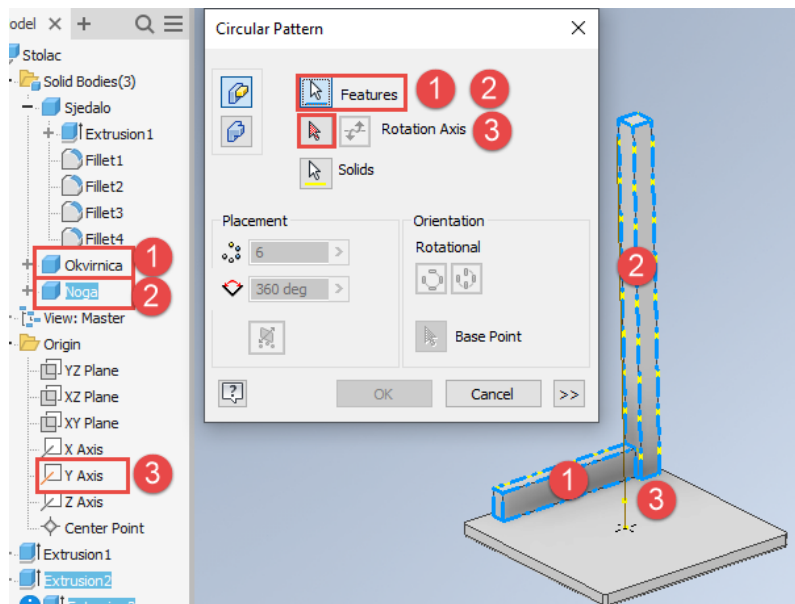 odel
Stolac
Solid Bodies(3)
Sjedalo
Extrusion1
Fillet1
Fillet2
Fillet3
Fillet4
Okvirnica
1
Noga
2
View: Master
Origin
YZ Plane
XZ Plane
XY Plane
X Axis
Y Axis
3
Z Axis
Center Point
Extrusion1
Extrusion2
Circular Pattern
Features
1
2
Rotation Axis
3
Solids
Placement
6
360 deg
Orientation
Rotational
Base Point
?
OK
Cancel
>>
2
1
3